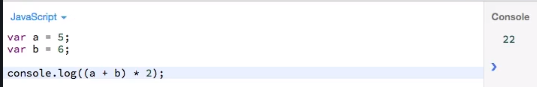 JavaScript
Console
var a = 5;
var b = 6;
22
console.log((a + b) * 2);